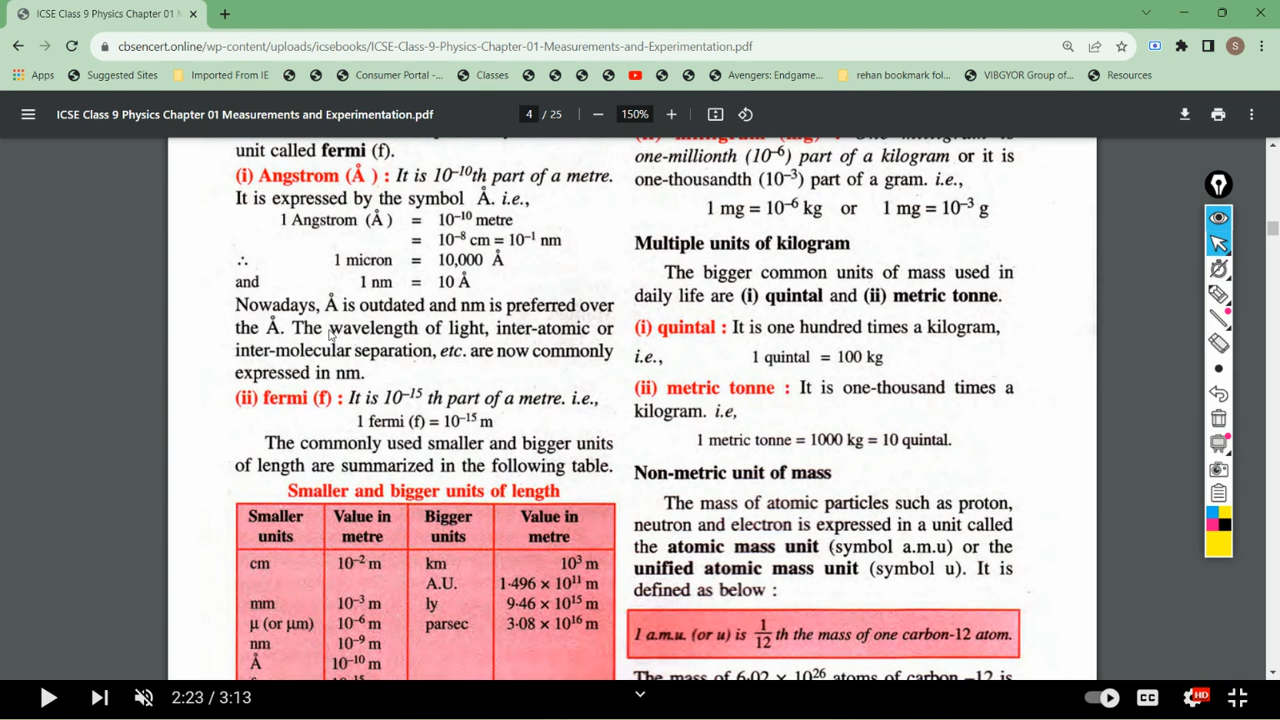 ICSE Class 9 Physics Chapter 01 M
cbsencert.online/wp-content/uploads/icsebooks/ICSE-Class-9-Physics-Chapter-01-Measurements-and-Experimentation.pdf
S
Apps
Suggested Sites
Imported From IE
Consumer Portal -...
Classes
Avengers: Endgame...
rehan bookmark fol...
VIBGYOR Group of...
Resources
ICSE Class 9 Physics Chapter 01 Measurements and Experimentation.pdf
4 / 25
150%
unit called fermi (f).
(i) Angstrom (Å) : It is 10⁻¹⁰th part of a metre.
It is expressed by the symbol Å. i.e.,
1 Angstrom (Å) = 10⁻¹⁰ metre
= 10⁻⁸ cm = 10⁻¹ nm
∴ 1 micron = 10,000 Å
and 1 nm = 10 Å
Nowadays, Å is outdated and nm is preferred over
the Å. The wavelength of light, inter-atomic or
inter-molecular separation, etc. are now commonly
expressed in nm.
(ii) fermi (f) : It is 10⁻¹⁵ th part of a metre. i.e.,
1 fermi (f) = 10⁻¹⁵ m
The commonly used smaller and bigger units
of length are summarized in the following table.
Smaller and bigger units of length
Smaller units Value in metre Bigger units Value in metre
cm 10⁻² m km 10³ m
A.U. 1·496 × 10¹¹ m
mm 10⁻³ m ly 9·46 × 10¹⁵ m
μ (or μm) 10⁻⁶ m parsec 3·08 × 10¹⁶ m
nm 10⁻⁹ m
Å 10⁻¹⁰ m
one-millionth (10⁻⁶) part of a kilogram or it is
one-thousandth (10⁻³) part of a gram. i.e.,
1 mg = 10⁻⁶ kg or 1 mg = 10⁻³ g
Multiple units of kilogram
The bigger common units of mass used in
daily life are (i) quintal and (ii) metric tonne.
(i) quintal : It is one hundred times a kilogram,
i.e., 1 quintal = 100 kg
(ii) metric tonne : It is one-thousand times a
kilogram. i.e,
1 metric tonne = 1000 kg = 10 quintal.
Non-metric unit of mass
The mass of atomic particles such as proton,
neutron and electron is expressed in a unit called
the atomic mass unit (symbol a.m.u) or the
unified atomic mass unit (symbol u). It is
defined as below :
1 a.m.u. (or u) is 1/12 th the mass of one carbon-12 atom.
The mass of 6·02 × 10²⁶ atoms of carbon –12 is
2:23 / 3:13
CC
HD